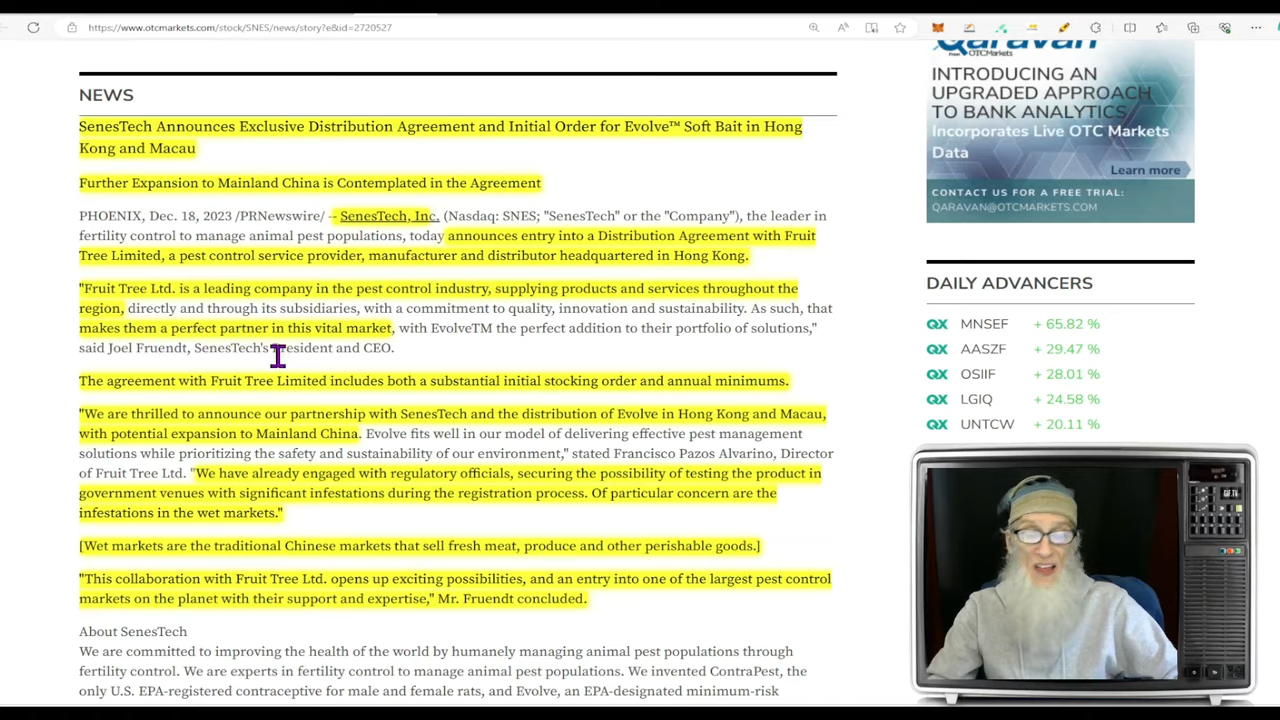 https://www.otcmarkets.com/stock/SNES/news/story?e&id=2720527
NEWS
SenesTech Announces Exclusive Distribution Agreement and Initial Order for Evolve™ Soft Bait in Hong
Kong and Macau
Further Expansion to Mainland China is Contemplated in the Agreement
PHOENIX, Dec. 18, 2023 /PRNewswire/ -- SenesTech, Inc. (Nasdaq: SNES; "SenesTech" or the "Company"), the leader in
fertility control to manage animal pest populations, today announces entry into a Distribution Agreement with Fruit
Tree Limited, a pest control service provider, manufacturer and distributor headquartered in Hong Kong.
"Fruit Tree Ltd. is a leading company in the pest control industry, supplying products and services throughout the
region, directly and through its subsidiaries, with a commitment to quality, innovation and sustainability. As such, that
makes them a perfect partner in this vital market, with EvolveTM the perfect addition to their portfolio of solutions,"
said Joel Fruendt, SenesTech's President and CEO.
The agreement with Fruit Tree Limited includes both a substantial initial stocking order and annual minimums.
"We are thrilled to announce our partnership with SenesTech and the distribution of Evolve in Hong Kong and Macau,
with potential expansion to Mainland China. Evolve fits well in our model of delivering effective pest management
solutions while prioritizing the safety and sustainability of our environment," stated Francisco Pazos Alvarino, Director
of Fruit Tree Ltd. "We have already engaged with regulatory officials, securing the possibility of testing the product in
government venues with significant infestations during the registration process. Of particular concern are the
infestations in the wet markets."
[Wet markets are the traditional Chinese markets that sell fresh meat, produce and other perishable goods.]
"This collaboration with Fruit Tree Ltd. opens up exciting possibilities, and an entry into one of the largest pest control
markets on the planet with their support and expertise," Mr. Fruendt concluded.
About SenesTech
We are committed to improving the health of the world by humanely managing animal pest populations through
fertility control. We are experts in fertility control to manage animal pest populations. We invented ContraPest, the
only U.S. EPA-registered contraceptive for male and female rats, and Evolve, an EPA-designated minimum-risk
Qaravan
From OTCMarkets
INTRODUCING AN
UPGRADED APPROACH
TO BANK ANALYTICS
Incorporates Live OTC Markets
Data
Learn more
CONTACT US FOR A FREE TRIAL:
QARAVAN@OTCMARKETS.COM
DAILY ADVANCERS
QX MNSEF + 65.82 %
QX AASZF + 29.47 %
QX OSIIF + 28.01 %
QX LGIQ + 24.58 %
QX UNTCW + 20.11 %
GIF.TV